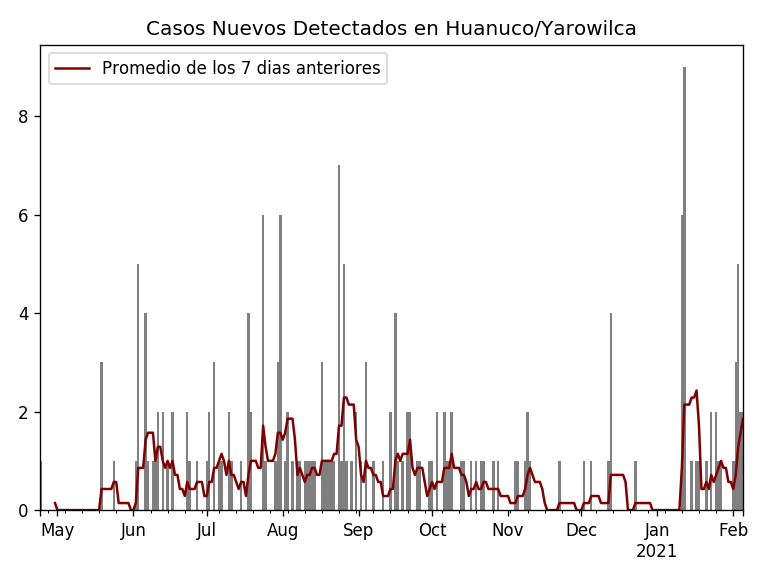 Casos Nuevos Detectados en Huanuco/Yarowilca
Promedio de los 7 dias anteriores
8
6
4
2
0
May Jun Jul Aug Sep Oct Nov Dec Jan Feb
2021